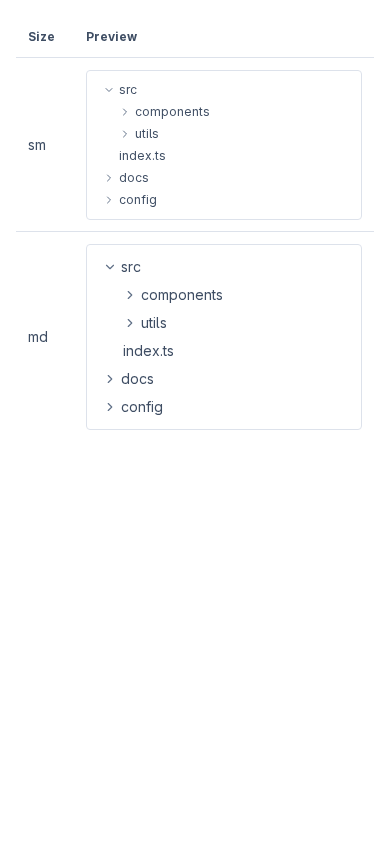 Size Preview
sm
src
components
utils
index.ts
docs
config
md
src
components
utils
index.ts
docs
config